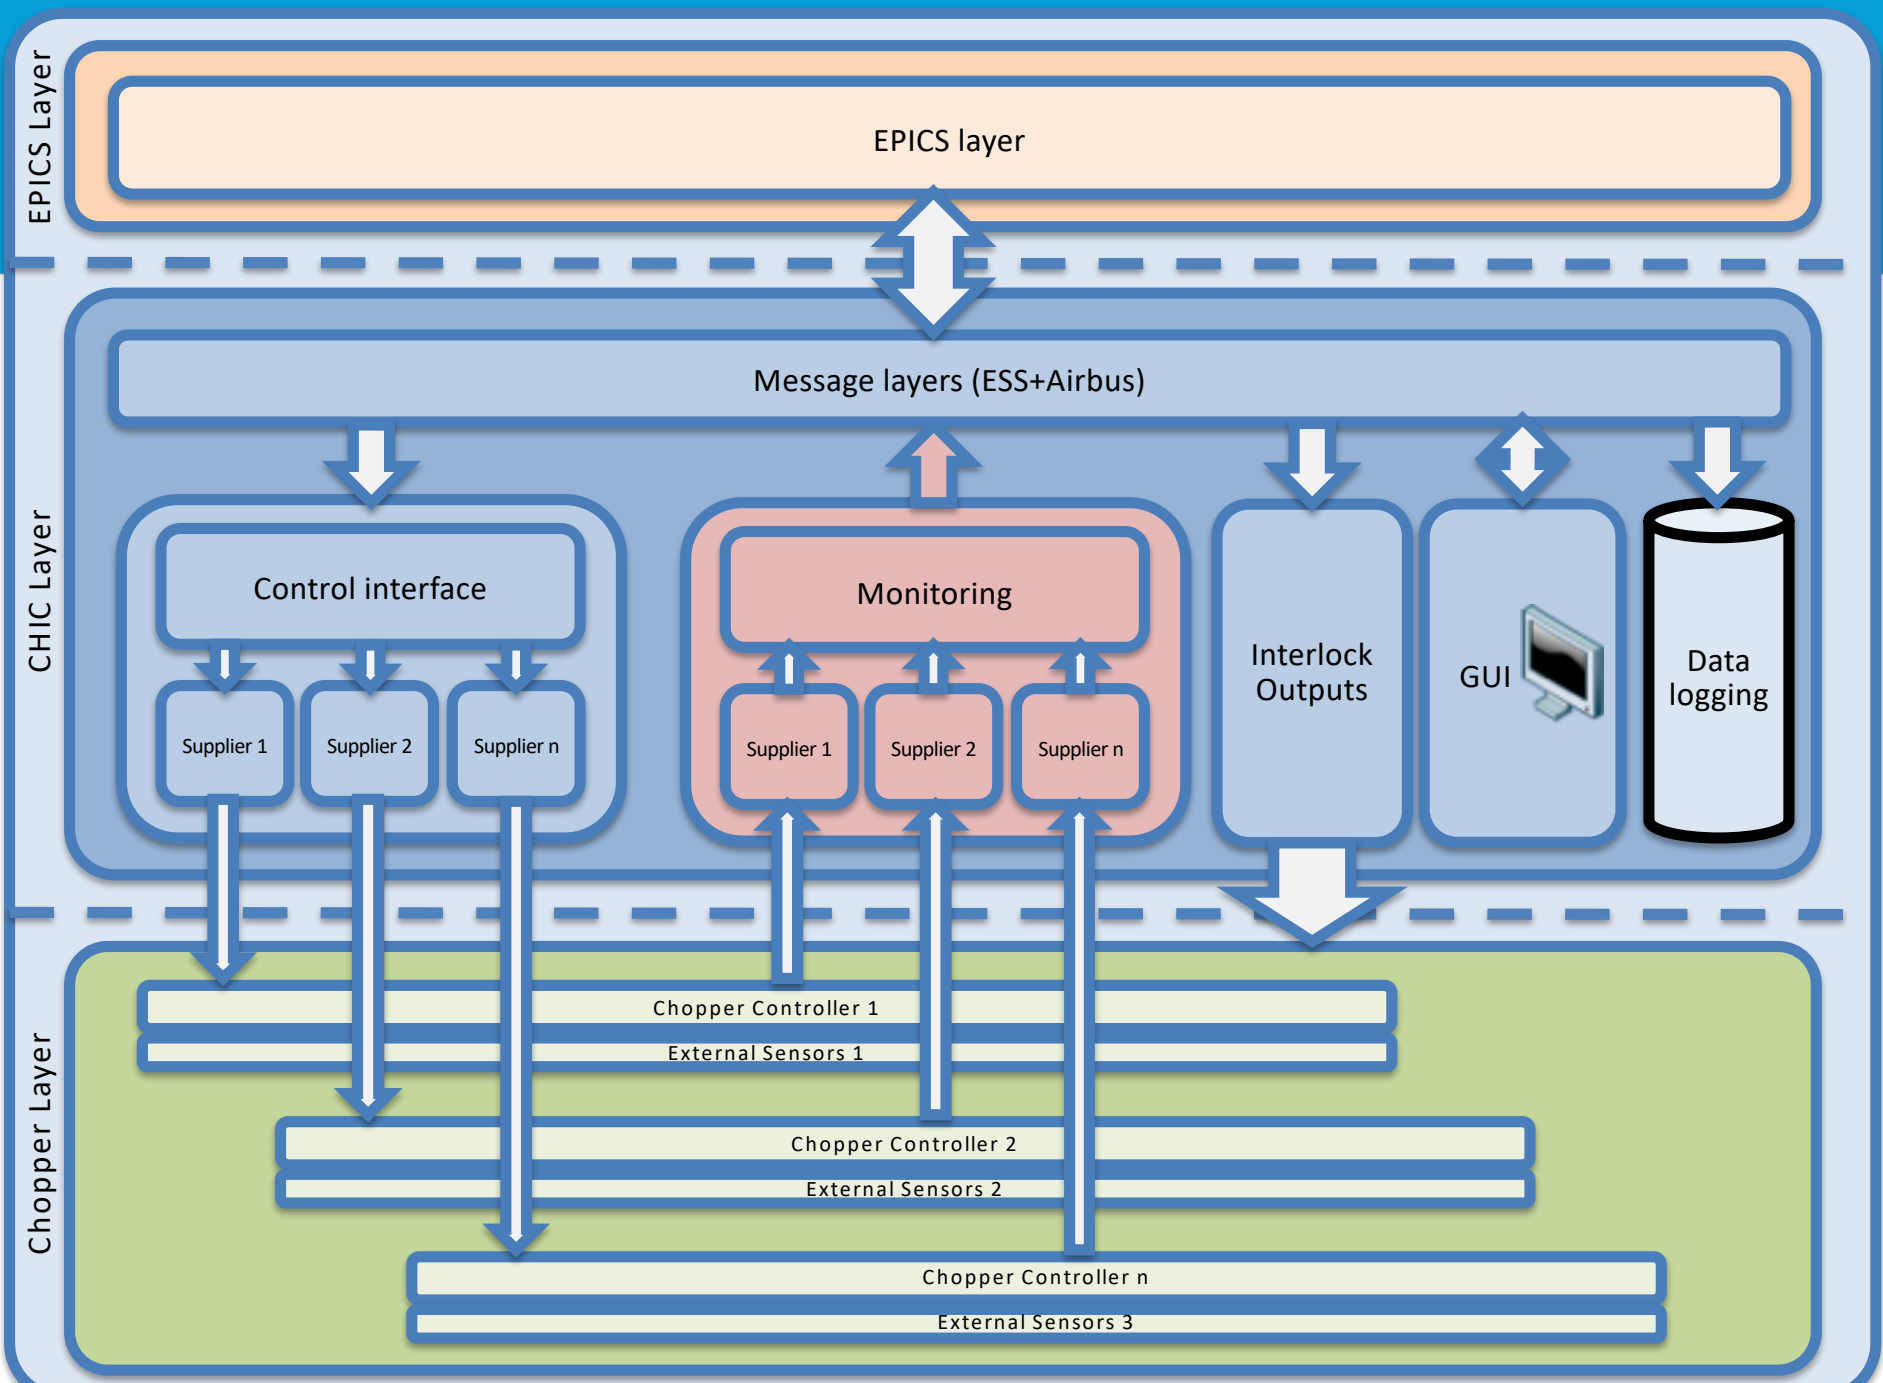 EPICS Layer
EPICS layer
CHIC Layer
Message layers (ESS+Airbus)
Control interface
Supplier 1
Supplier 2
Supplier n
Monitoring
Supplier 1
Supplier 2
Supplier n
Interlock
Outputs
GUI
Data
logging
Chopper Layer
Chopper Controller 1
External Sensors 1
Chopper Controller 2
External Sensors 2
Chopper Controller n
External Sensors 3